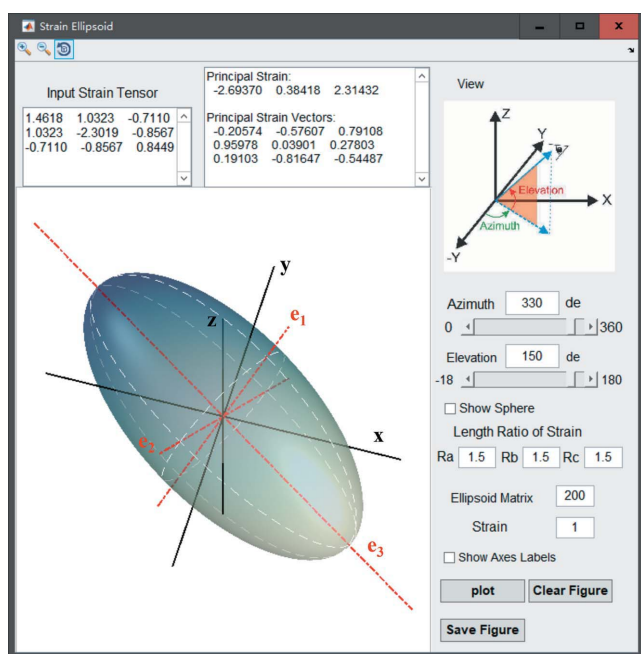 Strain Ellipsoid
Input Strain Tensor
1.4618 1.0323 -0.7110
1.0323 -2.3019 -0.8567
-0.7110 -0.8567 0.8449
Principal Strain:
-2.69370 0.38418 2.31432
Principal Strain Vectors:
-0.20574 -0.57607 0.79108
0.95978 0.03901 0.27803
0.19103 -0.81647 -0.54487
View
Z
Y
Elevation
X
Azimuth
-Y
y
z
e1
x
e2
e3
Azimuth 330 de
0 360
Elevation 150 de
-18 180
Show Sphere
Length Ratio of Strain
Ra 1.5 Rb 1.5 Rc 1.5
Ellipsoid Matrix 200
Strain 1
Show Axes Labels
plot Clear Figure
Save Figure